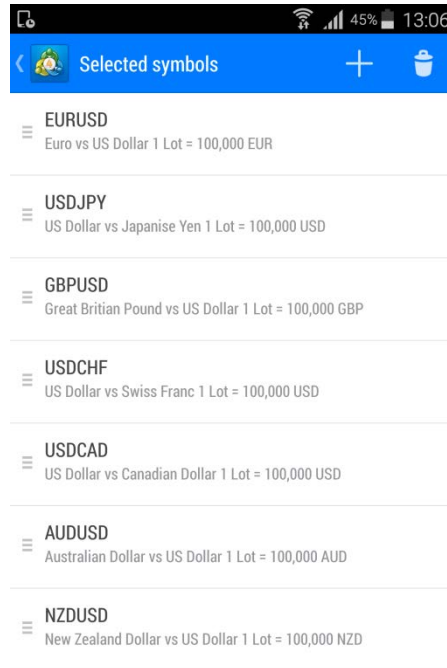 45% 13:06
Selected symbols
EURUSD
Euro vs US Dollar 1 Lot = 100,000 EUR
USDJPY
US Dollar vs Japanise Yen 1 Lot = 100,000 USD
GBPUSD
Great Britian Pound vs US Dollar 1 Lot = 100,000 GBP
USDCHF
US Dollar vs Swiss Franc 1 Lot = 100,000 USD
USDCAD
US Dollar vs Canadian Dollar 1 Lot = 100,000 USD
AUDUSD
Australian Dollar vs US Dollar 1 Lot = 100,000 AUD
NZDUSD
New Zealand Dollar vs US Dollar 1 Lot = 100,000 NZD